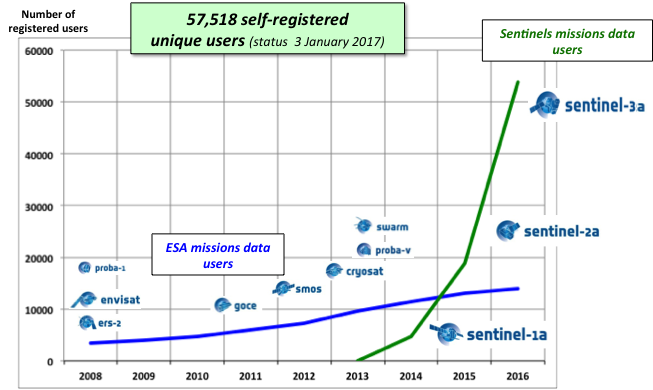 Number of
registered users
57,518 self-registered
unique users (status 3 January 2017)
Sentinels missions data
users
60000
50000
40000
30000
20000
10000
0
sentinel-3a
sentinel-2a
swarm
proba-v
ESA missions data
users
proba-1
cryosat
envisat
smos
goce
ers-2
sentinel-1a
2008 2009 2010 2011 2012 2013 2014 2015 2016